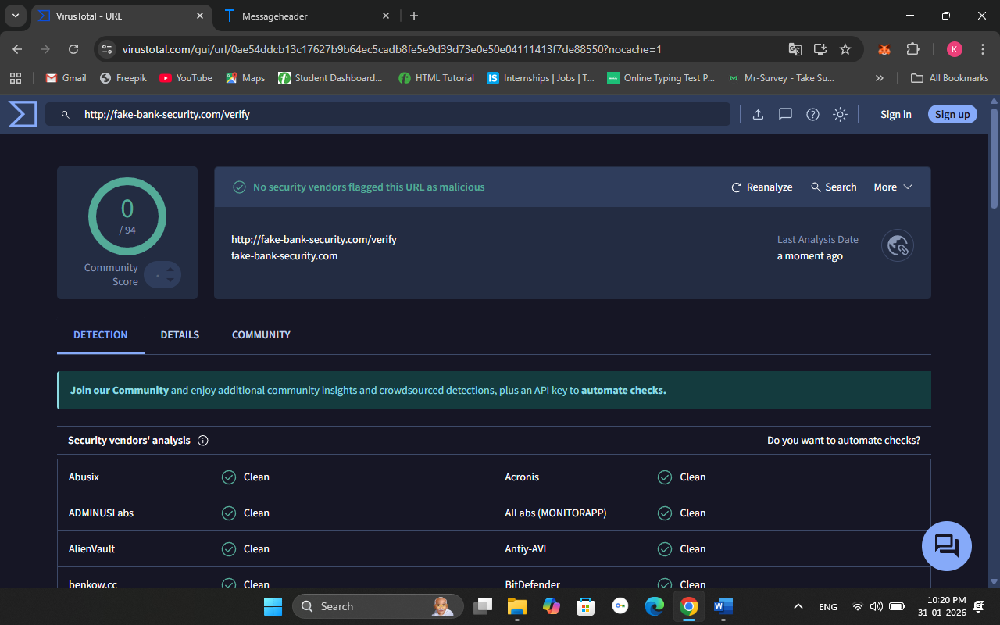 VirusTotal - URL
Messageheader
virustotal.com/gui/url/0ae54ddcb13c17627b9b64ec5cadb8fe5e9d39d73e0e50e04111413f7de88550?nocache=1
K
Gmail Freepik YouTube Maps Student Dashboard... HTML Tutorial IS Internships | Jobs | T... Online Typing Test P... Mr-Survey - Take Su... » All Bookmarks
http://fake-bank-security.com/verify
Sign in
Sign up
0
/ 94
Community
Score
No security vendors flagged this URL as malicious
Reanalyze
Search
More
http://fake-bank-security.com/verify
fake-bank-security.com
Last Analysis Date
a moment ago
DETECTION DETAILS COMMUNITY
Join our Community and enjoy additional community insights and crowdsourced detections, plus an API key to automate checks.
Security vendors' analysis
Do you want to automate checks?
Abusix Clean Acronis Clean
ADMINUSLabs Clean AILabs (MONITORAPP) Clean
AlienVault Clean Antiy-AVL Clean
benkow.cc Clean BitDefender Clean
Search
ENG
10:20 PM
31-01-2026